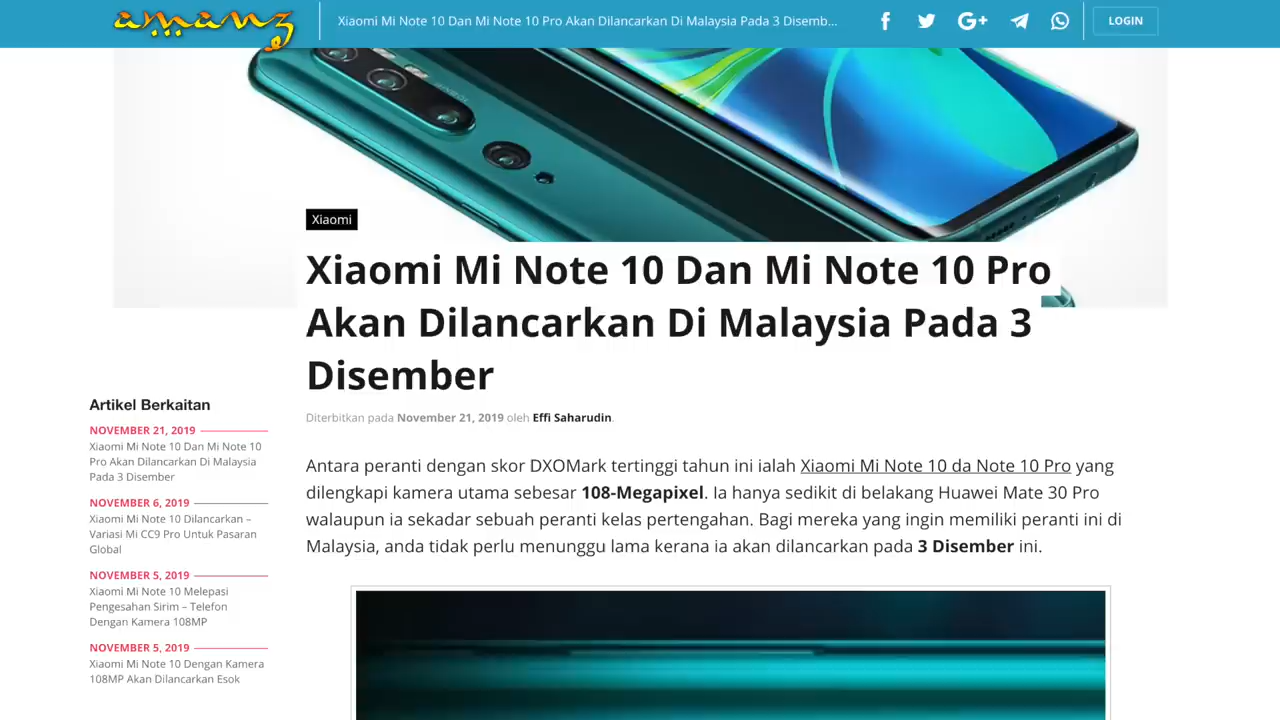 amanz
Xiaomi Mi Note 10 Dan Mi Note 10 Pro Akan Dilancarkan Di Malaysia Pada 3 Disemb...
LOGIN
Xiaomi
Xiaomi Mi Note 10 Dan Mi Note 10 Pro
Akan Dilancarkan Di Malaysia Pada 3
Disember
Diterbitkan pada November 21, 2019 oleh Effi Saharudin.
Artikel Berkaitan
NOVEMBER 21, 2019
Xiaomi Mi Note 10 Dan Mi Note 10
Pro Akan Dilancarkan Di Malaysia
Pada 3 Disember
NOVEMBER 6, 2019
Xiaomi Mi Note 10 Dilancarkan –
Variasi Mi CC9 Pro Untuk Pasaran
Global
NOVEMBER 5, 2019
Xiaomi Mi Note 10 Melepasi
Pengesahan Sirim – Telefon
Dengan Kamera 108MP
NOVEMBER 5, 2019
Xiaomi Mi Note 10 Dengan Kamera
108MP Akan Dilancarkan Esok
Antara peranti dengan skor DXOMark tertinggi tahun ini ialah Xiaomi Mi Note 10 da Note 10 Pro yang
dilengkapi kamera utama sebesar 108-Megapixel. Ia hanya sedikit di belakang Huawei Mate 30 Pro
walaupun ia sekadar sebuah peranti kelas pertengahan. Bagi mereka yang ingin memiliki peranti ini di
Malaysia, anda tidak perlu menunggu lama kerana ia akan dilancarkan pada 3 Disember ini.